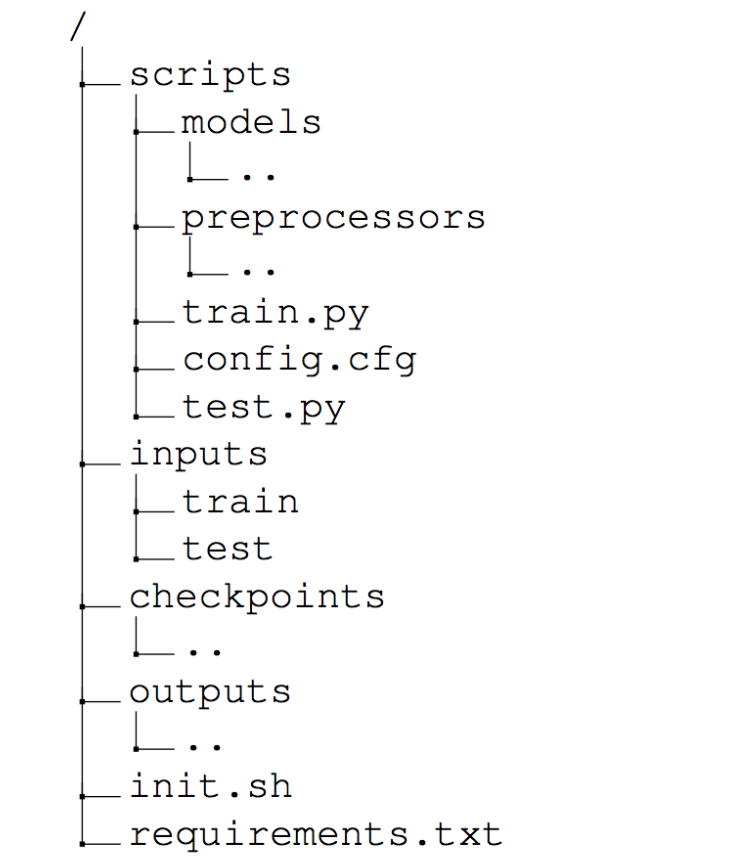 /
scripts
models
..
preprocessors
..
train.py
config.cfg
test.py
inputs
train
test
checkpoints
..
outputs
..
init.sh
requirements.txt